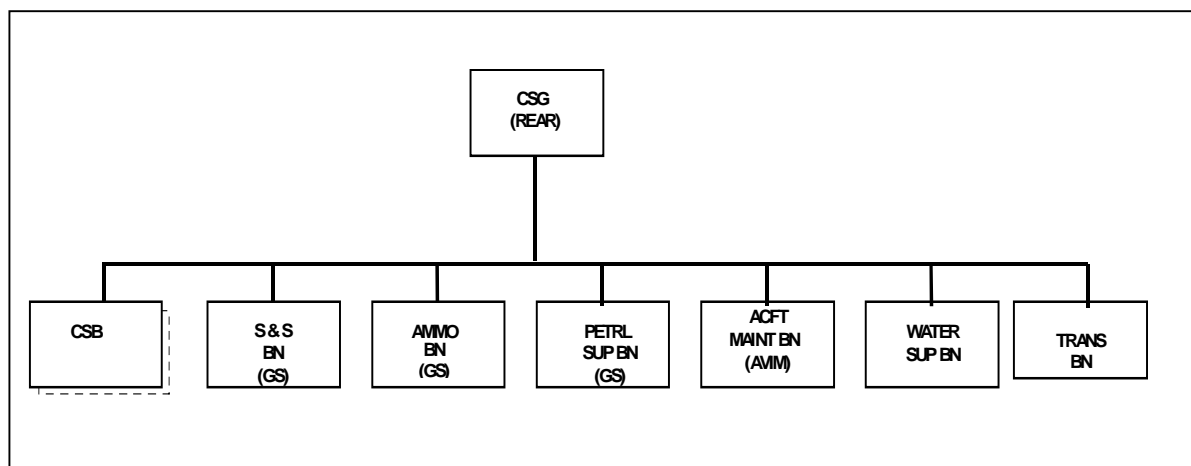 CSG
(REAR)
CSB
S & S
BN
(GS)
AMMO
BN
(GS)
PETRL
SUP BN
(GS)
ACFT
MAINT BN
(AVIM)
WATER
SUP BN
TRANS
BN